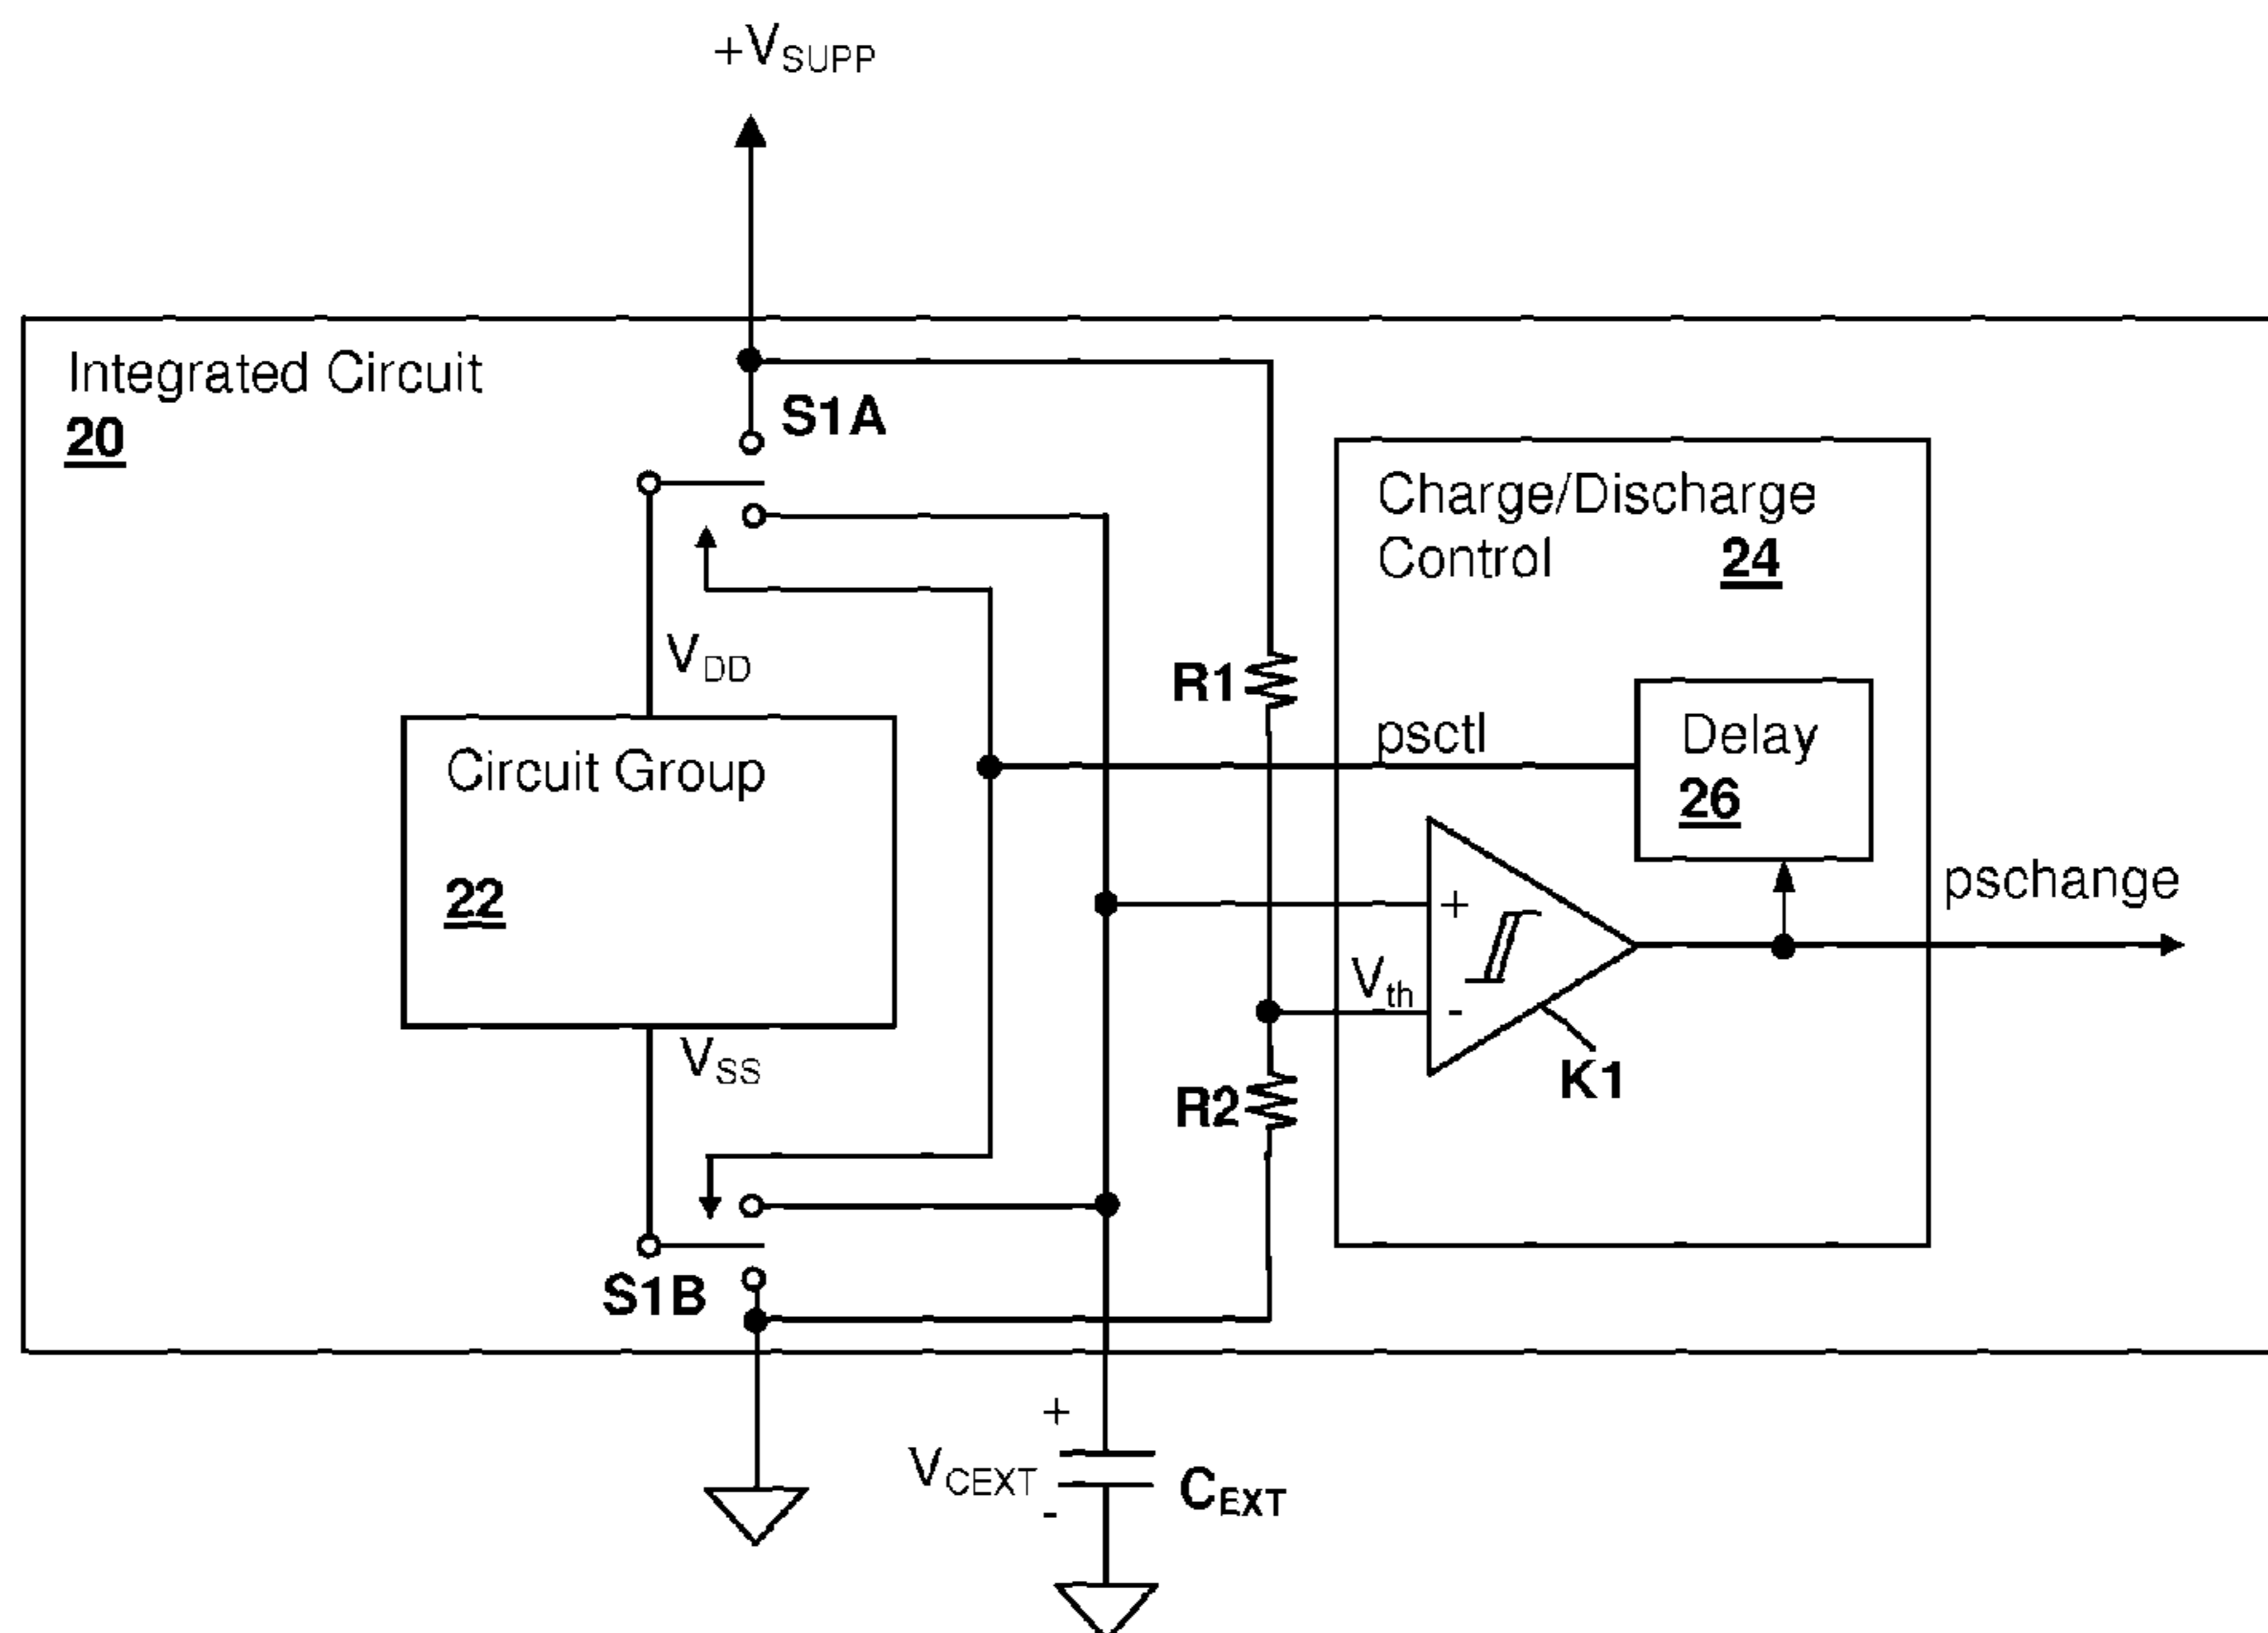 +VSUPP
Integrated Circuit
20
S1A
Charge/Discharge
Control 24
VDD
R1
psctl
Delay
26
Circuit Group
22
pschange
+
Vth
-
K1
VSS
R2
S1B
+
VCEXT
CEXT
-